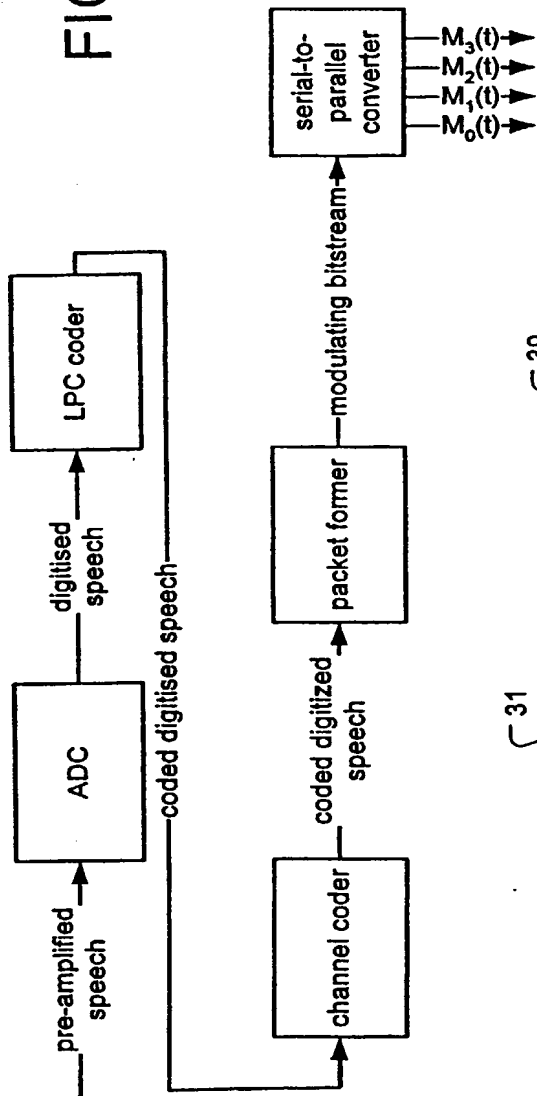 FIG
pre-amplified
speech
ADC
digitised
speech
LPC coder
coded digitised speech
channel coder
coded digitized
speech
packet former
modulating bitstream
serial-to-
parallel
converter
M₃(t)
M₂(t)
M₁(t)
M₀(t)
31